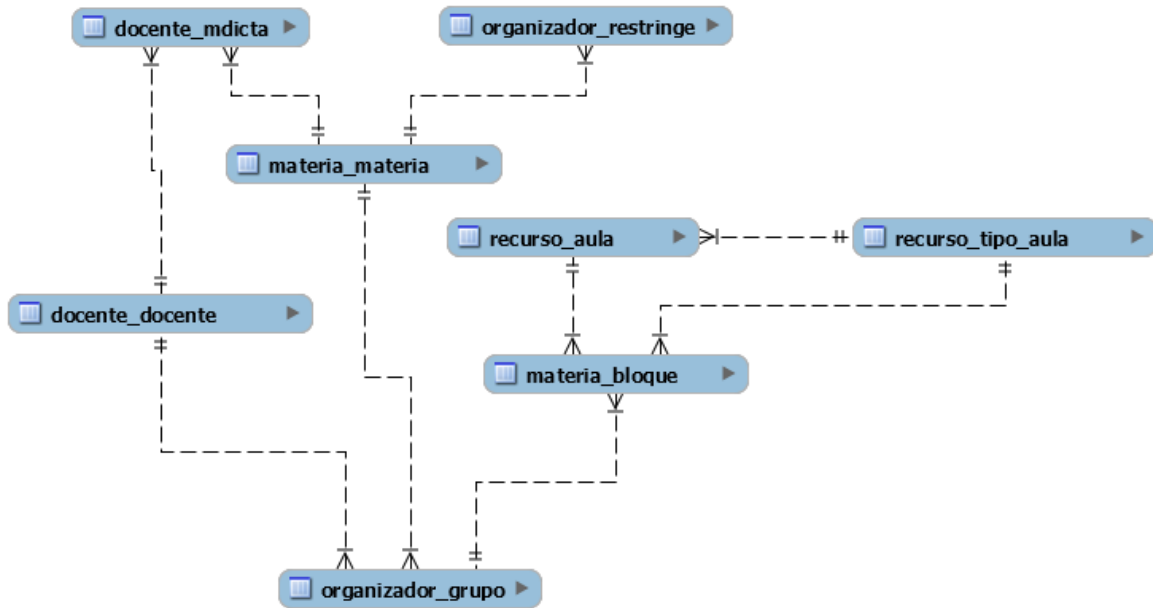 docente_mdicta
organizador_restringe
materia_materia
recurso_aula
recurso_tipo_aula
docente_docente
materia_bloque
organizador_grupo